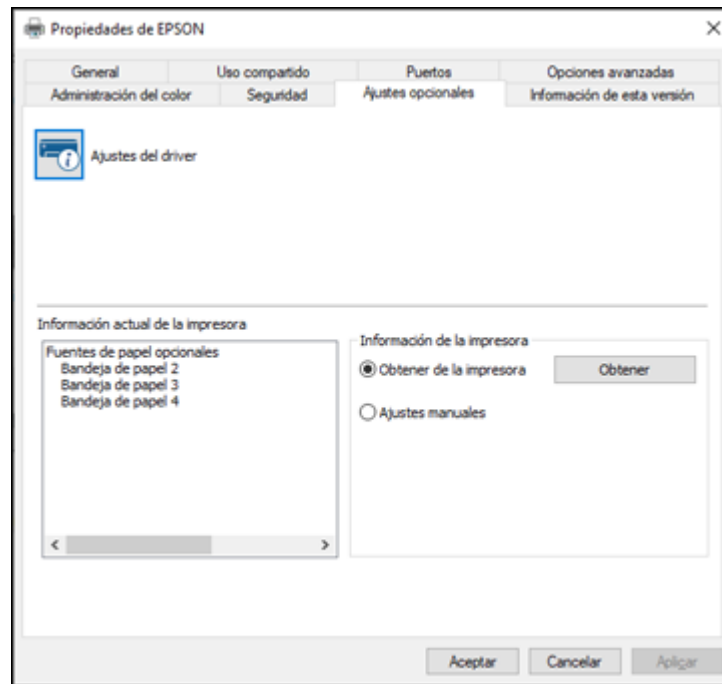 Propiedades de EPSON
General Uso compartido Puertos Opciones avanzadas
Administración del color Seguridad Ajustes opcionales Información de esta versión
Ajustes del driver
Información actual de la impresora
Fuentes de papel opcionales
Bandeja de papel 2
Bandeja de papel 3
Bandeja de papel 4
Información de la impresora
Obtener de la impresora Obtener
Ajustes manuales
Aceptar Cancelar Aplicar